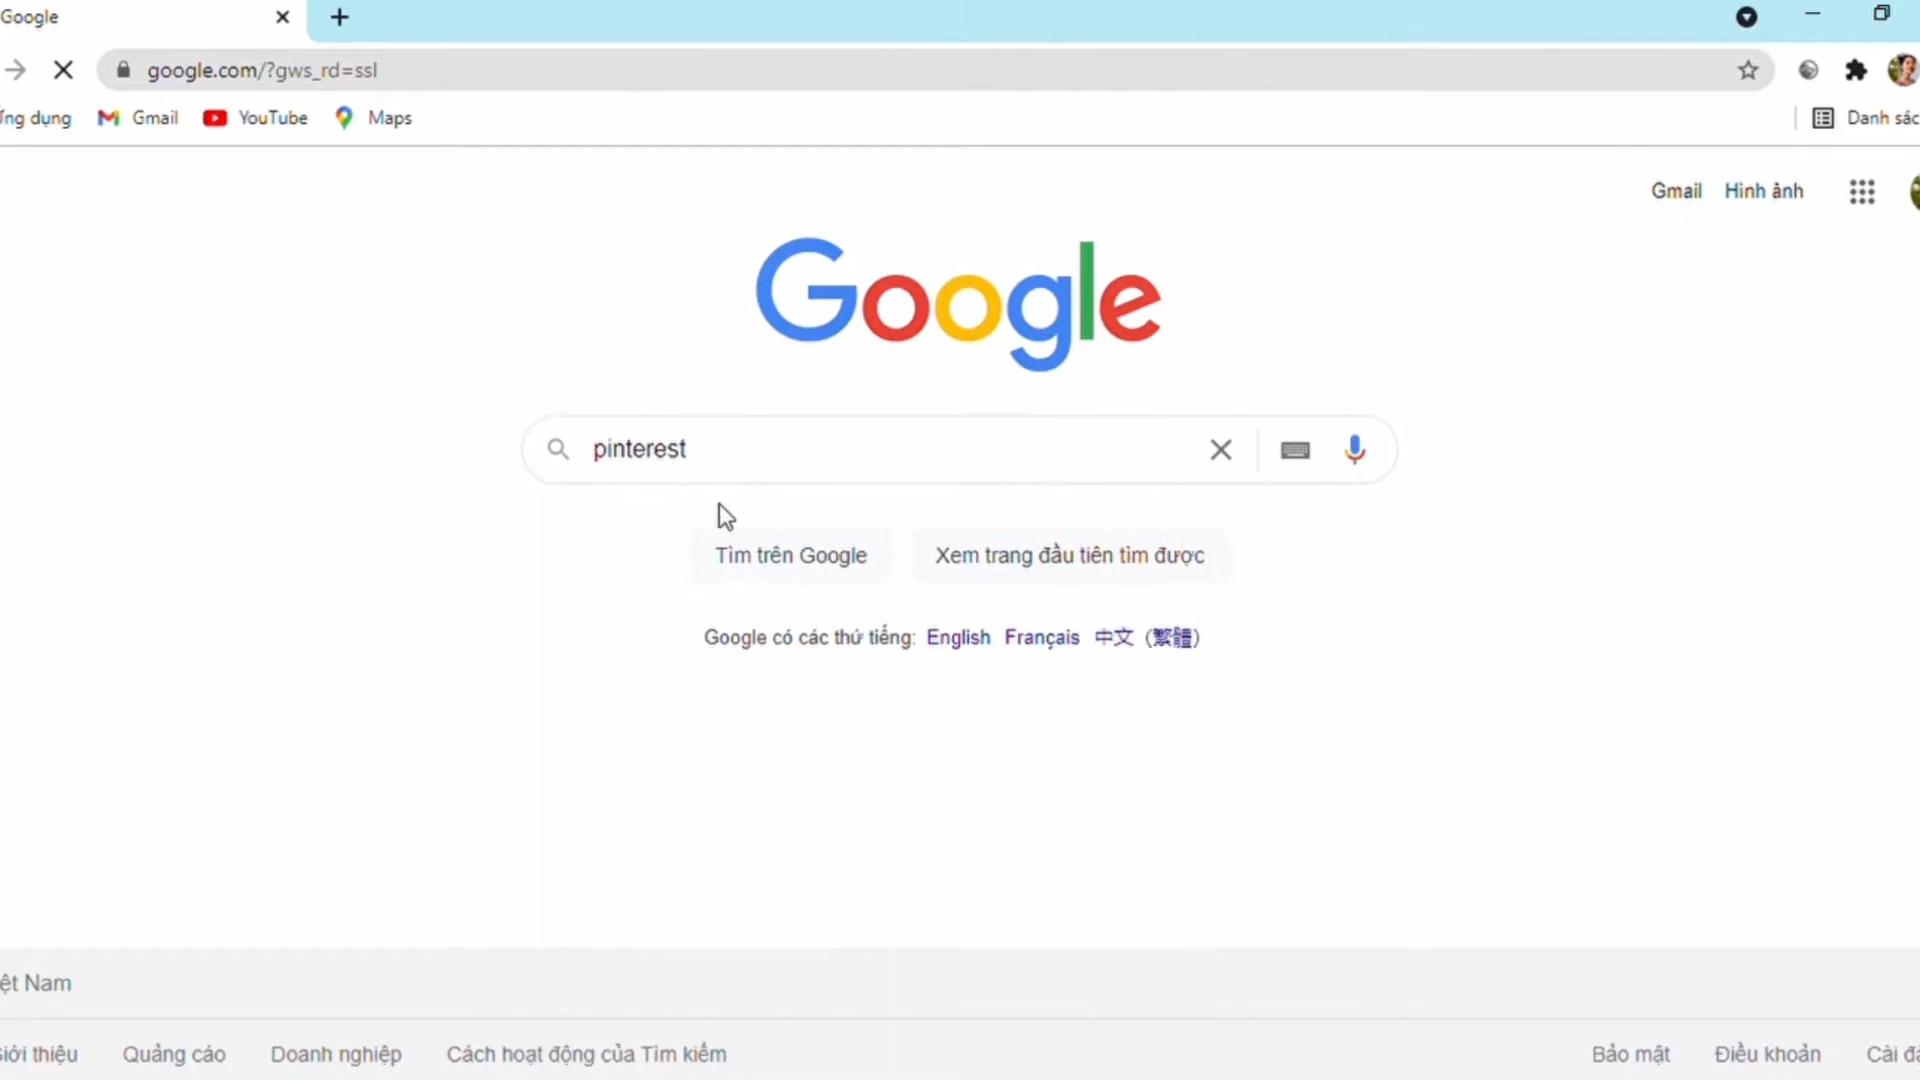 Google
google.com/?gws_rd=ssl
Ứng dụng Gmail YouTube Maps Danh sác
Gmail Hình ảnh
Google
pinterest
Tìm trên Google Xem trang đầu tiên tìm được
Google có các thứ tiếng: English Français 中文 (繁體)
ệt Nam
Giới thiệu Quảng cáo Doanh nghiệp Cách hoạt động của Tìm kiếm Bảo mật Điều khoản Cài đặ